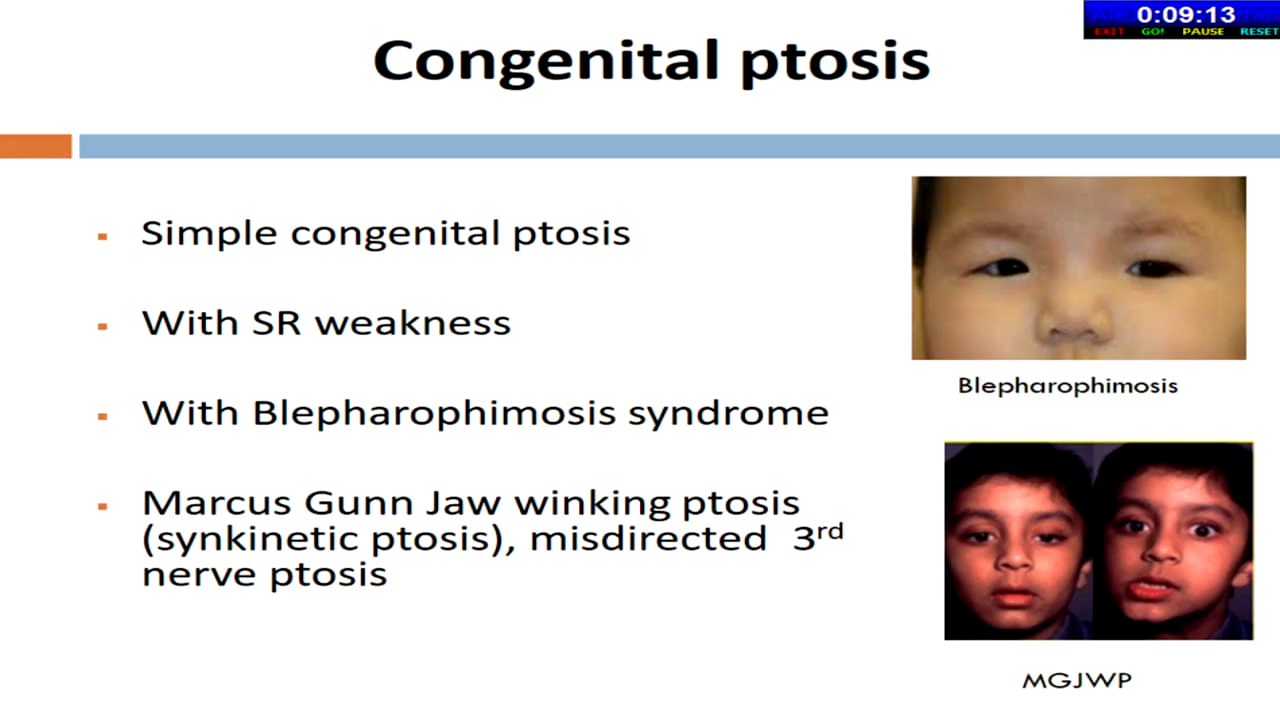 0:09:13
EXIT GO! PAUSE RESET
Congenital ptosis
Simple congenital ptosis
With SR weakness
With Blepharophimosis syndrome
Marcus Gunn Jaw winking ptosis
(synkinetic ptosis), misdirected 3rd
nerve ptosis
Blepharophimosis
MGJWP